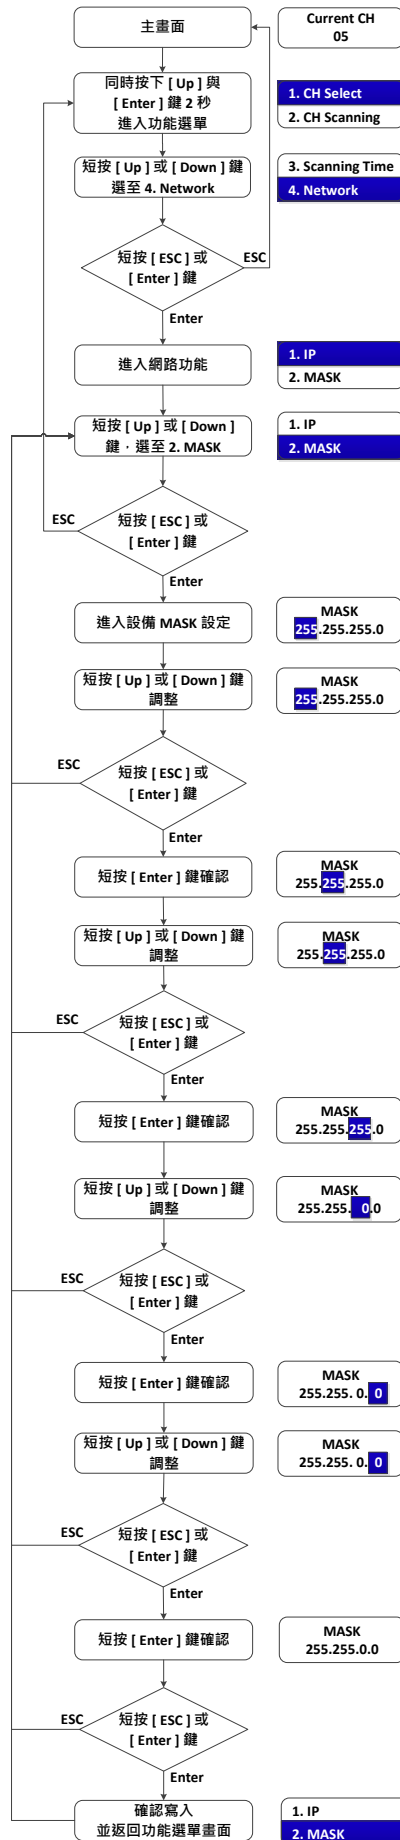 主畫面
Current CH
05
同時按下 [ Up ] 與
[ Enter ] 鍵 2 秒
進入功能選單
1. CH Select
2. CH Scanning
短按 [ Up ] 或 [ Down ] 鍵
選至 4. Network
3. Scanning Time
4. Network
短按 [ ESC ] 或
[ Enter ] 鍵
ESC
Enter
進入網路功能
1. IP
2. MASK
短按 [ Up ] 或 [ Down ]
鍵，選至 2. MASK
1. IP
2. MASK
短按 [ ESC ] 或
[ Enter ] 鍵
ESC
Enter
進入設備 MASK 設定
MASK
255.255.255.0
短按 [ Up ] 或 [ Down ] 鍵
調整
MASK
255.255.255.0
短按 [ ESC ] 或
[ Enter ] 鍵
ESC
Enter
短按 [ Enter ] 鍵確認
MASK
255.255.255.0
短按 [ Up ] 或 [ Down ] 鍵
調整
MASK
255.255.255.0
短按 [ ESC ] 或
[ Enter ] 鍵
ESC
Enter
短按 [ Enter ] 鍵確認
MASK
255.255.255.0
短按 [ Up ] 或 [ Down ] 鍵
調整
MASK
255.255. 0.0
短按 [ ESC ] 或
[ Enter ] 鍵
ESC
Enter
短按 [ Enter ] 鍵確認
MASK
255.255. 0. 0
短按 [ Up ] 或 [ Down ] 鍵
調整
MASK
255.255. 0. 0
短按 [ ESC ] 或
[ Enter ] 鍵
ESC
Enter
短按 [ Enter ] 鍵確認
MASK
255.255.0.0
短按 [ ESC ] 或
[ Enter ] 鍵
ESC
Enter
確認寫入
並返回功能選單畫面
1. IP
2. MASK